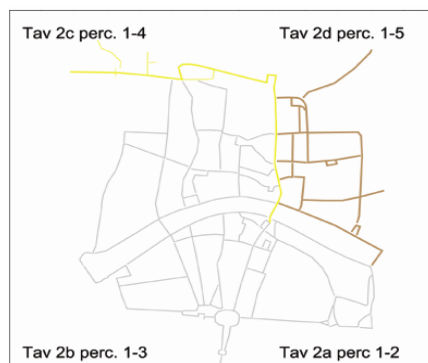 Tav 2c perc. 1-4
Tav 2d perc. 1-5
Tav 2b perc. 1-3
Tav 2a perc. 1-2